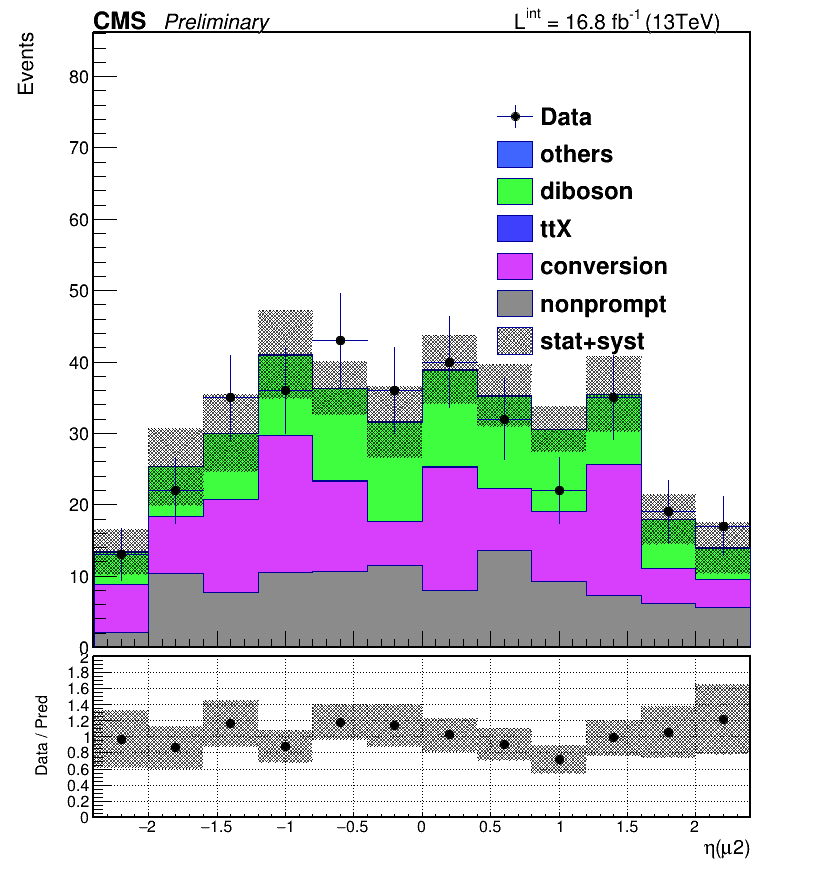 CMS Preliminary L^int = 16.8 fb^-1 (13TeV)
Events
80
70
60
50
40
30
20
10
0
Data
others
diboson
ttX
conversion
nonprompt
stat+syst
Data / Pred
2
1.8
1.6
1.4
1.2
1
0.8
0.6
0.4
0.2
0
−2 −1.5 −1 −0.5 0 0.5 1 1.5 2
η(μ2)